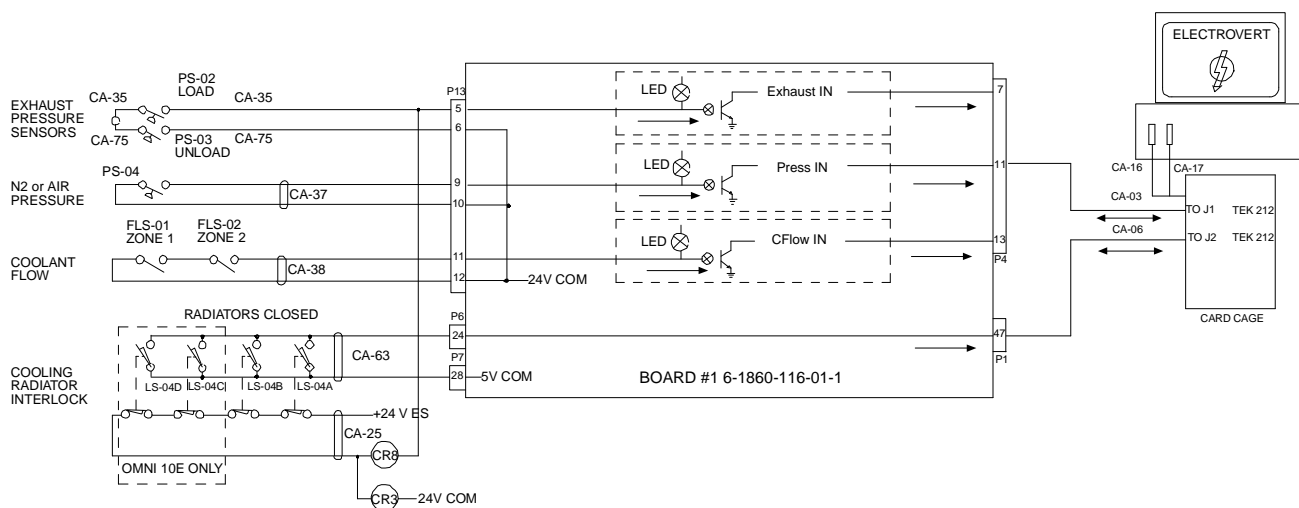 ELECTROVERT
PS-02
LOAD
CA-35
CA-35
P13
LED
Exhaust IN
7
EXHAUST
PRESSURE
SENSORS
5
6
CA-75
PS-03
UNLOAD
CA-75
PS-04
N2 or AIR
PRESSURE
CA-37
9
10
LED
Press IN
11
CA-16
CA-17
CA-03
TO J1
TEK 212
CA-06
TO J2
TEK 212
CARD CAGE
FLS-01
ZONE 1
FLS-02
ZONE 2
COOLANT
FLOW
CA-38
11
12
24V COM
LED
CFlow IN
13
P4
RADIATORS CLOSED
P6
24
CA-63
P7
28
5V COM
47
P1
BOARD #1 6-1860-116-01-1
COOLING
RADIATOR
INTERLOCK
LS-04D
LS-04C
LS-04B
LS-04A
+24 V ES
CA-25
OMNI 10E ONLY
CR8
CR3
24V COM